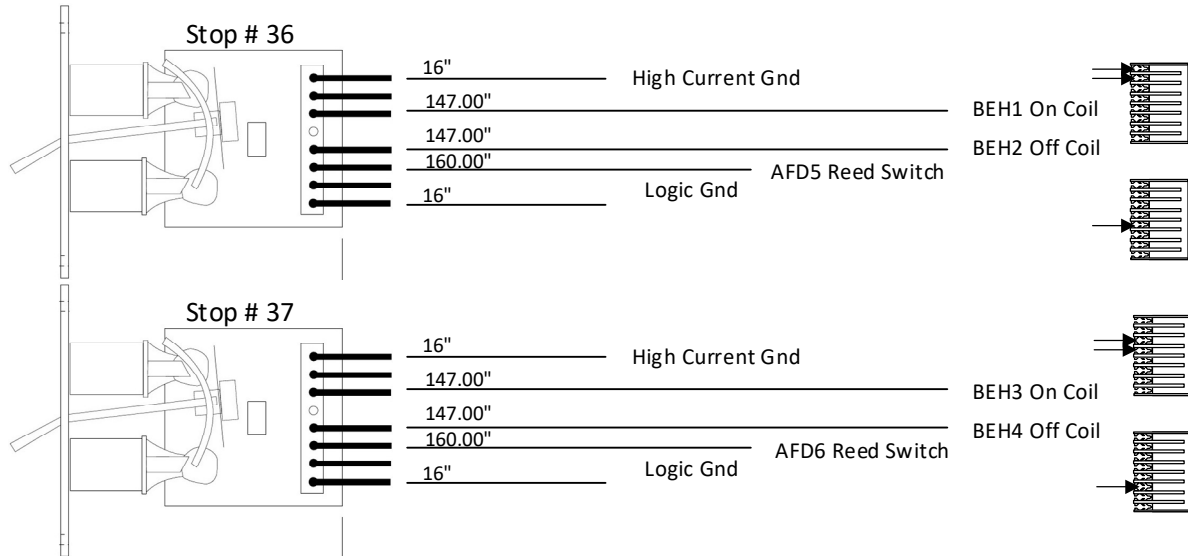 Stop # 36
16"
High Current Gnd
147.00"
BEH1 On Coil
147.00"
BEH2 Off Coil
160.00"
AFD5 Reed Switch
Logic Gnd
16"
Stop # 37
16"
High Current Gnd
147.00"
BEH3 On Coil
147.00"
BEH4 Off Coil
160.00"
AFD6 Reed Switch
Logic Gnd
16"